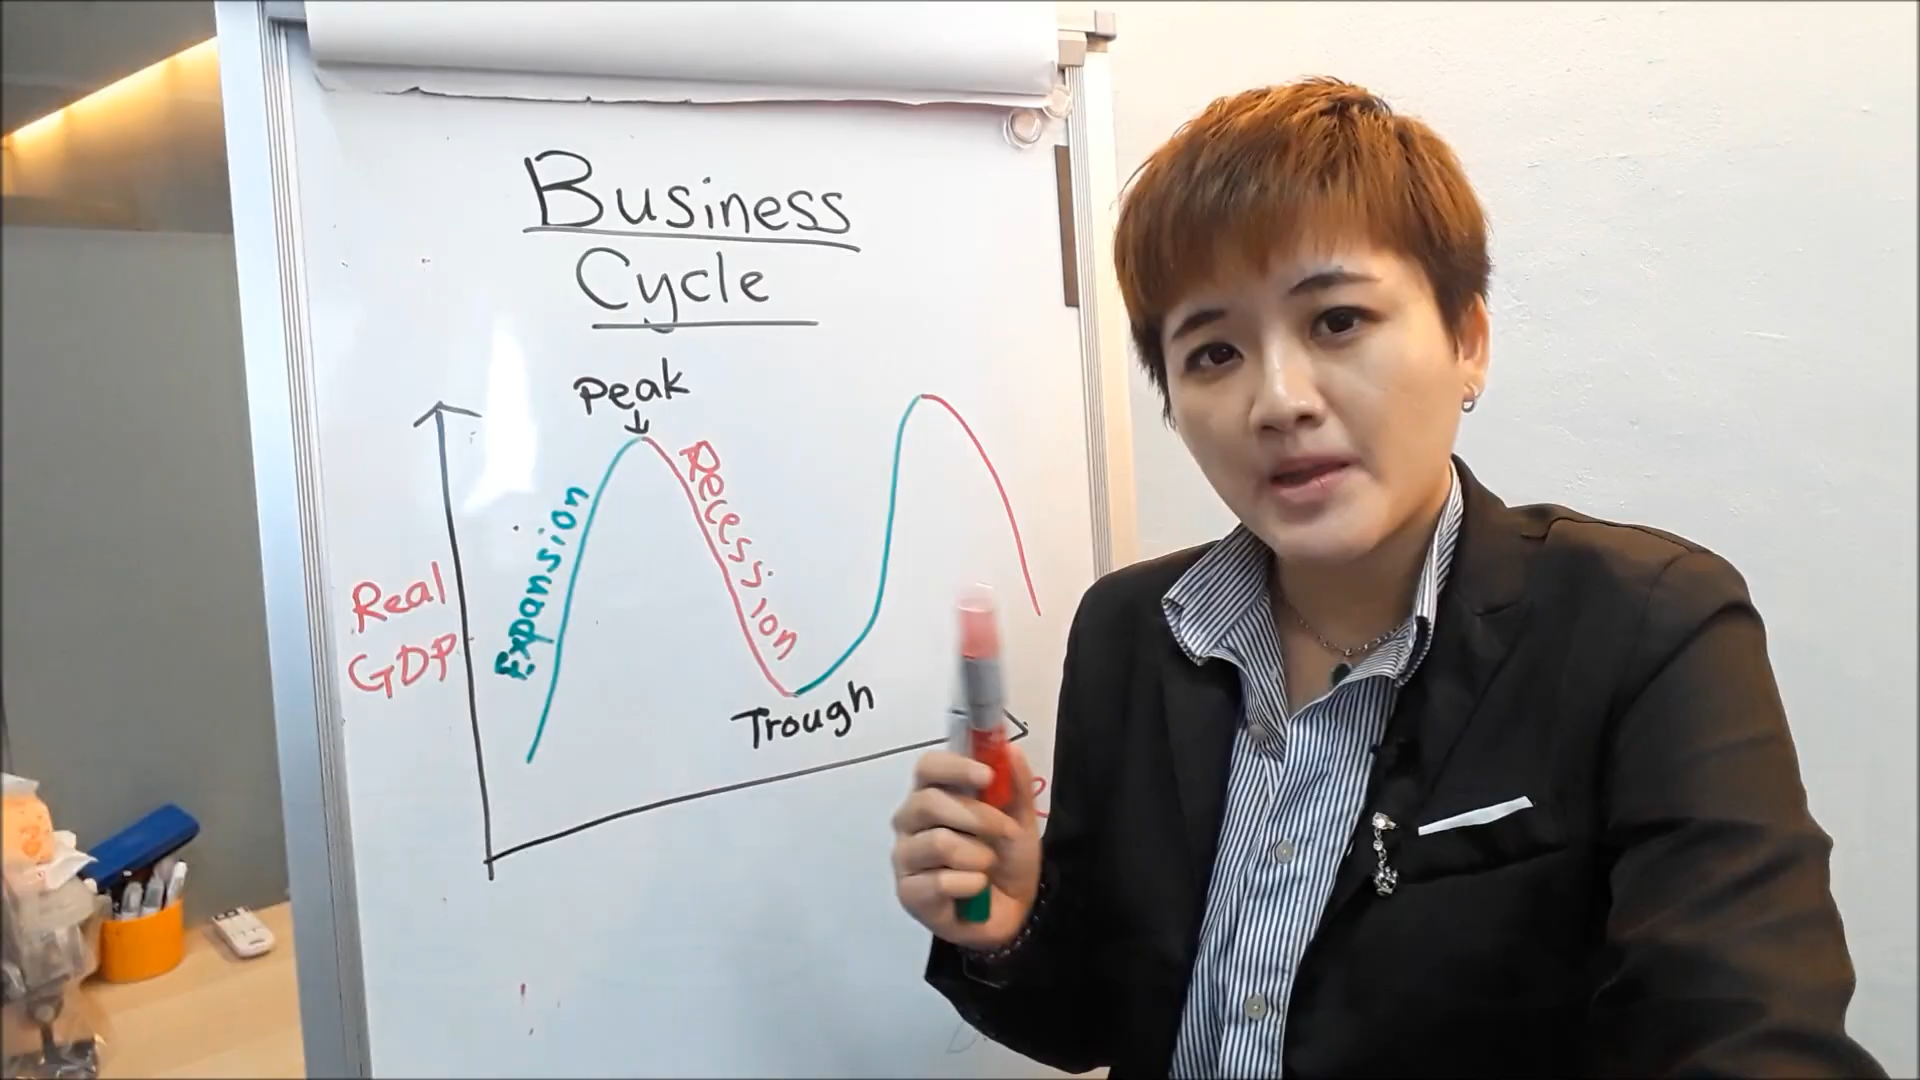 Business
Cycle
Peak
Expansion
Recession
Real
GDP
Trough